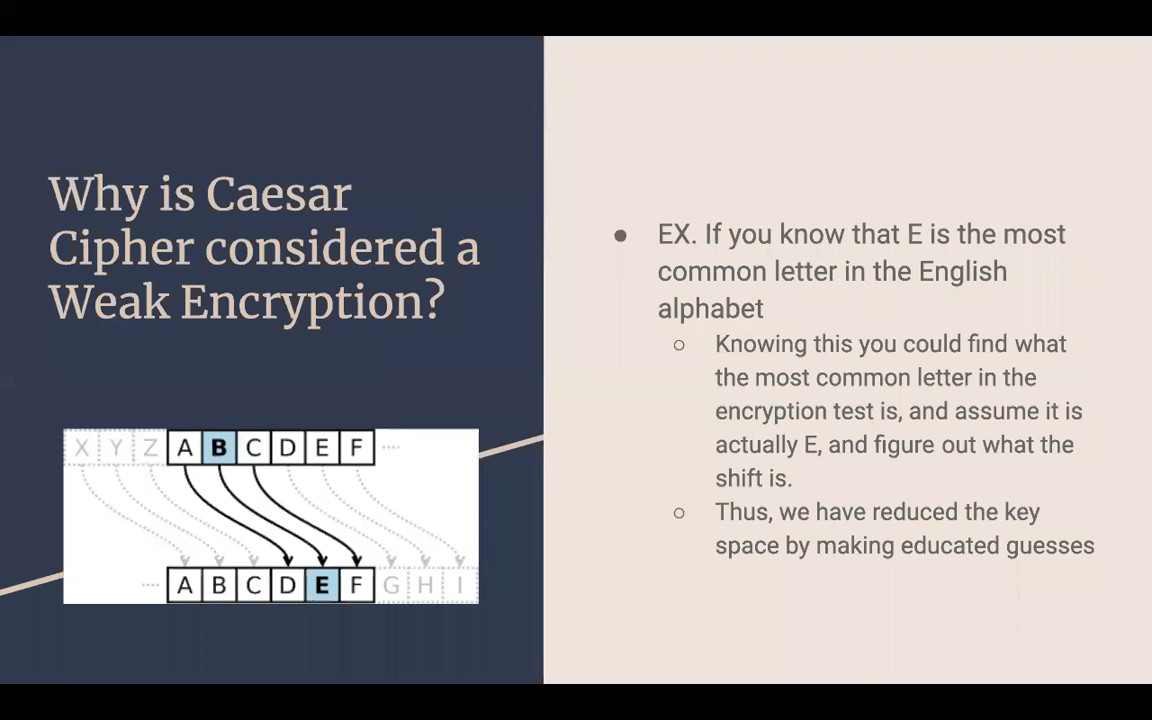 Why is Caesar
Cipher considered a
Weak Encryption?
X Y Z A B C D E F ....
.... A B C D E F G H I
● EX. If you know that E is the most
common letter in the English
alphabet
○ Knowing this you could find what
the most common letter in the
encryption test is, and assume it is
actually E, and figure out what the
shift is.
○ Thus, we have reduced the key
space by making educated guesses